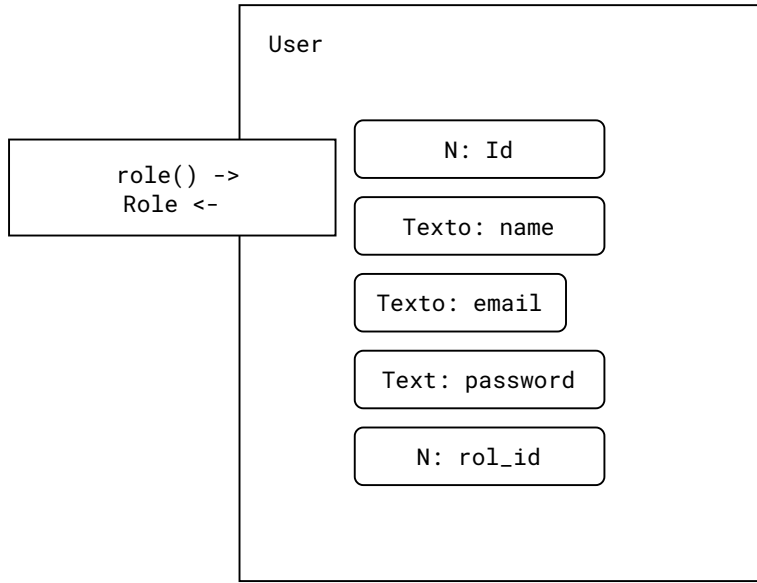 User
N: Id
role() ->
Role <-
Texto: name
Texto: email
Text: password
N: rol_id